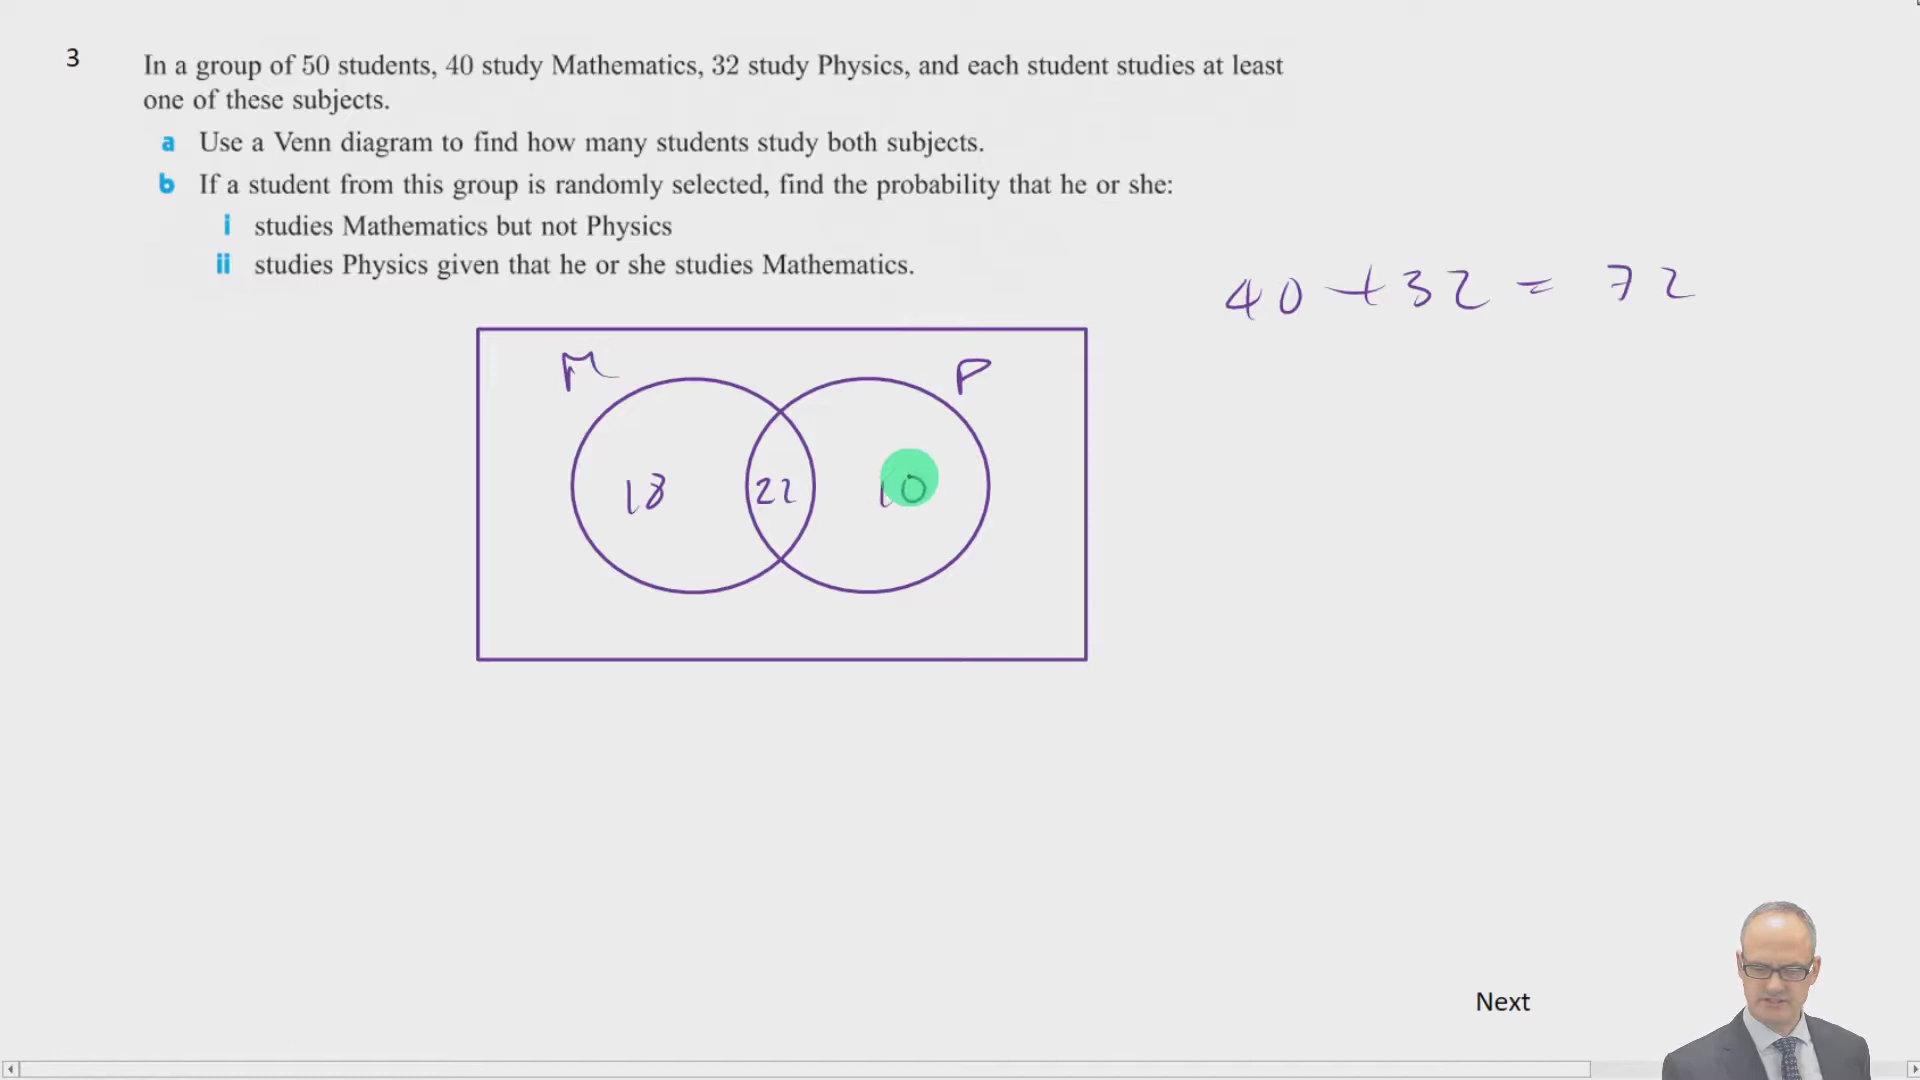 3
In a group of 50 students, 40 study Mathematics, 32 study Physics, and each student studies at least
one of these subjects.
a Use a Venn diagram to find how many students study both subjects.
b If a student from this group is randomly selected, find the probability that he or she:
i studies Mathematics but not Physics
ii studies Physics given that he or she studies Mathematics.
40 + 32 = 72
M P
18 22 10
Next